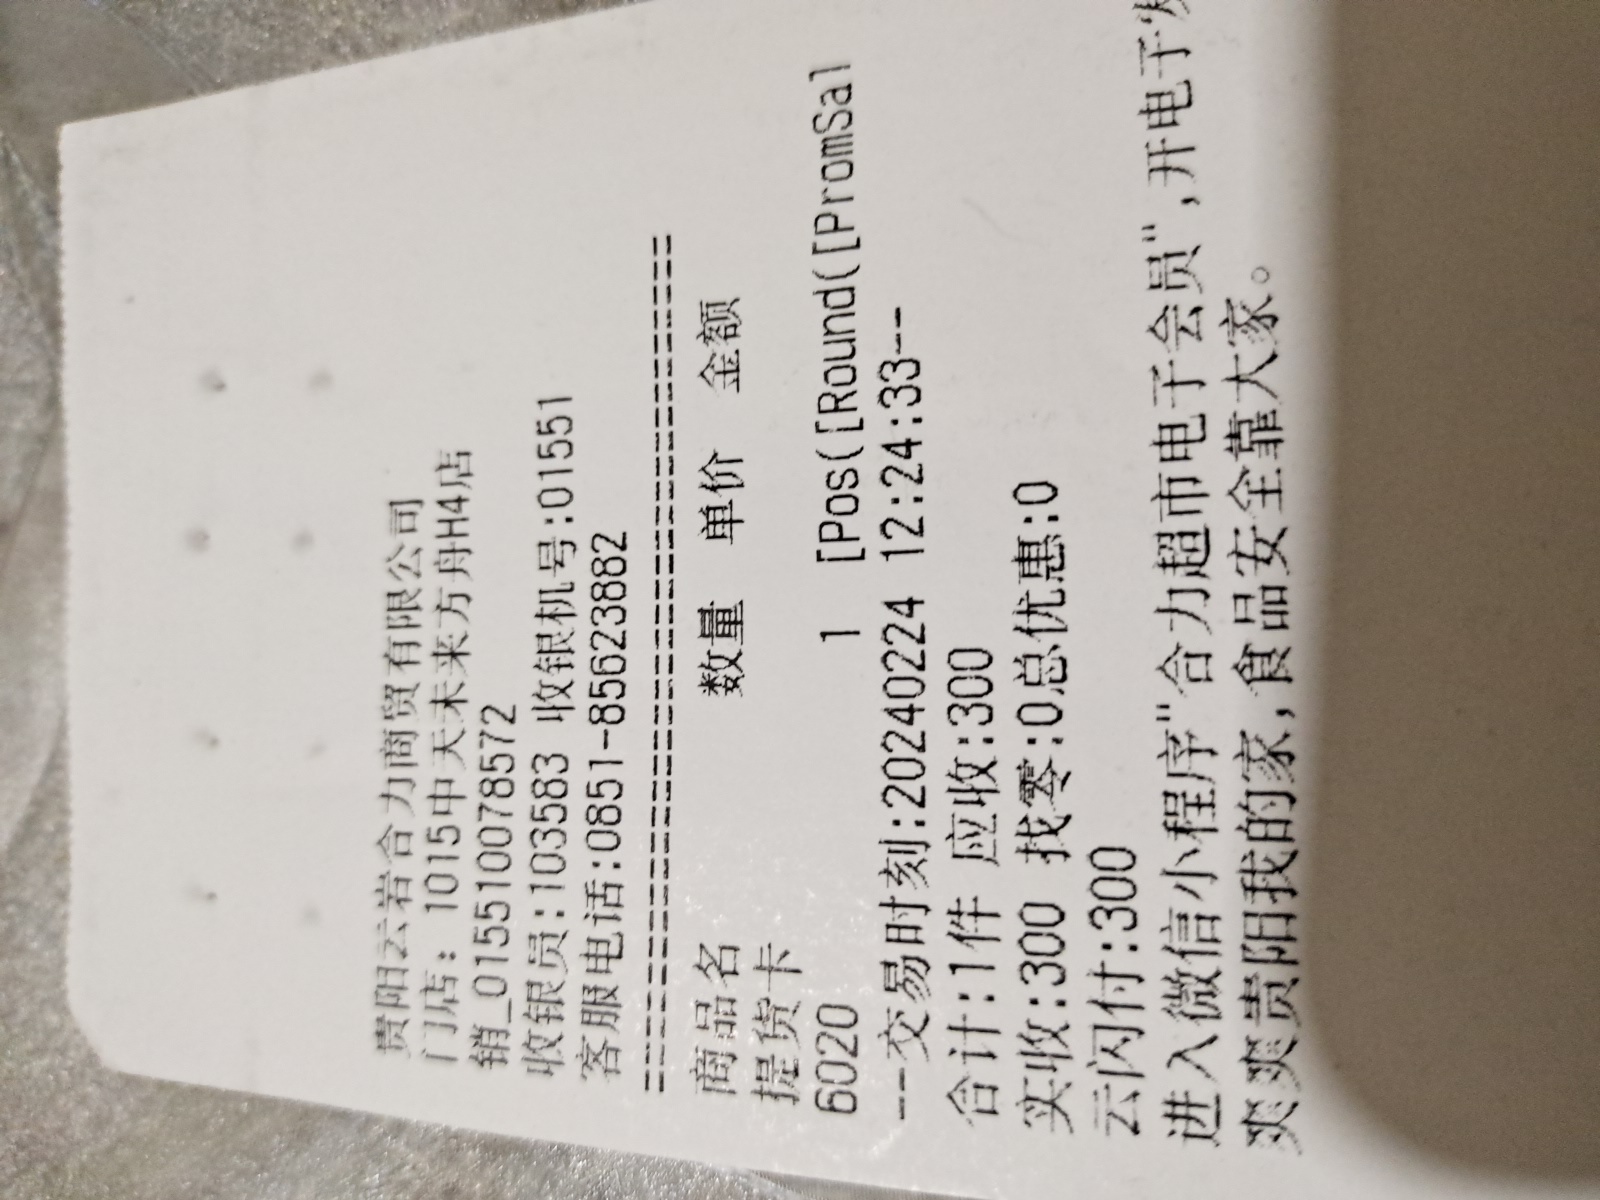 贵阳云岩合力商贸有限公司
门店: 1015中天未来方舟H4店
销_015510078572
收银员:103583 收银机号:01551
客服电话:0851-85623882
==========================================
商品名 数量 单价 金额
提货卡
6020 1 [Pos([Round([PromSal
--交易时刻:20240224 12:24:33--
合计:1件 应收:300
实收:300 找零:0总优惠:0
云闪付:300
进入微信小程序"合力超市电子会员",开电子
爽爽贵阳我的家,食品安全靠大家。